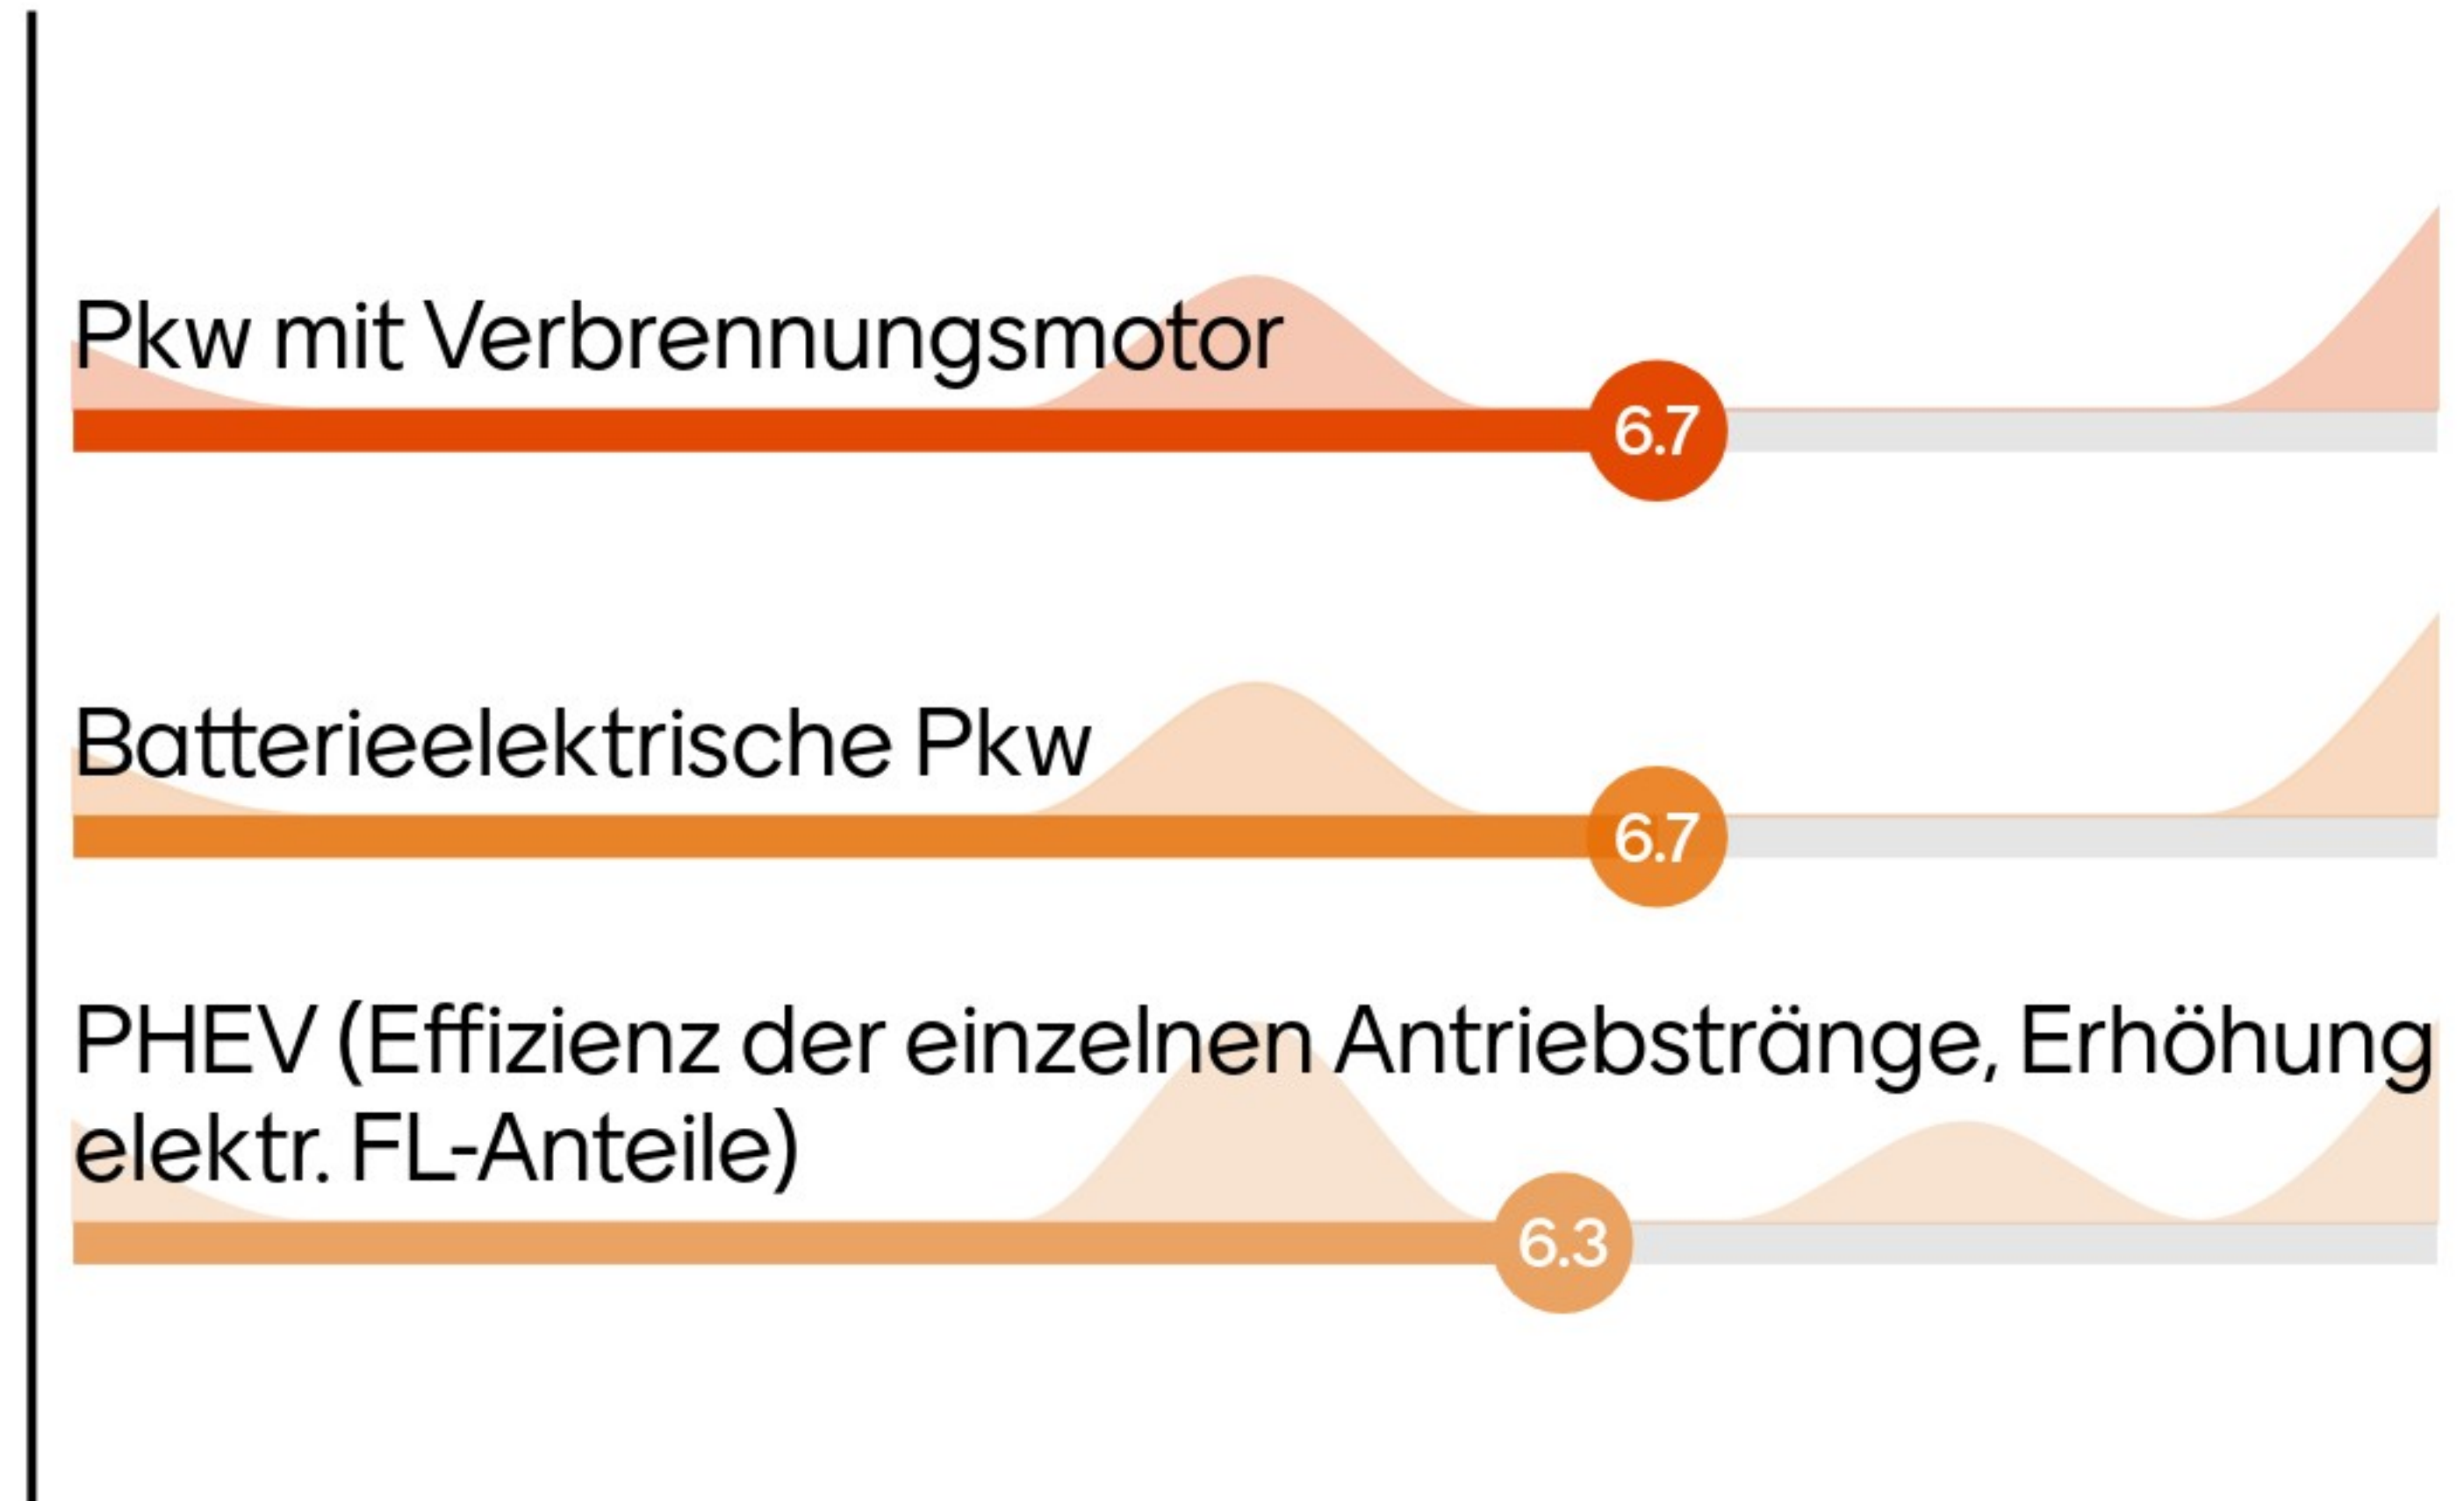 Pkw mit Verbrennungsmotor
6.7
Batterieelektrische Pkw
6.7
PHEV (Effizienz der einzelnen Antriebstränge, Erhöhung
elektr. FL-Anteile)
6.3